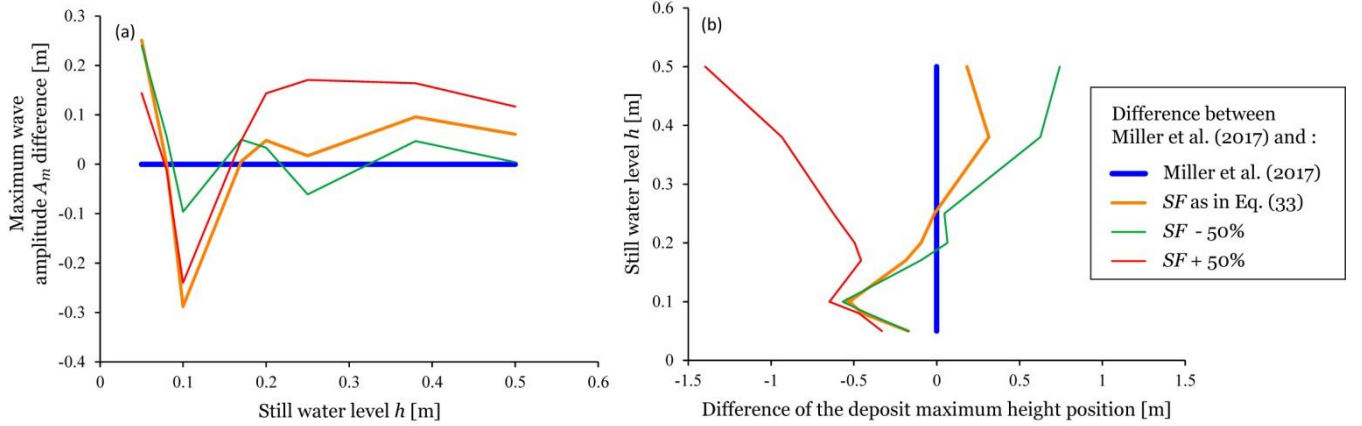 (a)
Maximum wave
amplitude Am difference [m]
0.3
0.2
0.1
0
-0.1
-0.2
-0.3
-0.4
0 0.1 0.2 0.3 0.4 0.5 0.6
Still water level h [m]
(b)
Still water level h [m]
0.6
0.5
0.4
0.3
0.2
0.1
0
-1.5 -1 -0.5 0 0.5 1 1.5
Difference of the deposit maximum height position [m]
Difference between
Miller et al. (2017) and :
Miller et al. (2017)
SF as in Eq. (33)
SF - 50%
SF + 50%